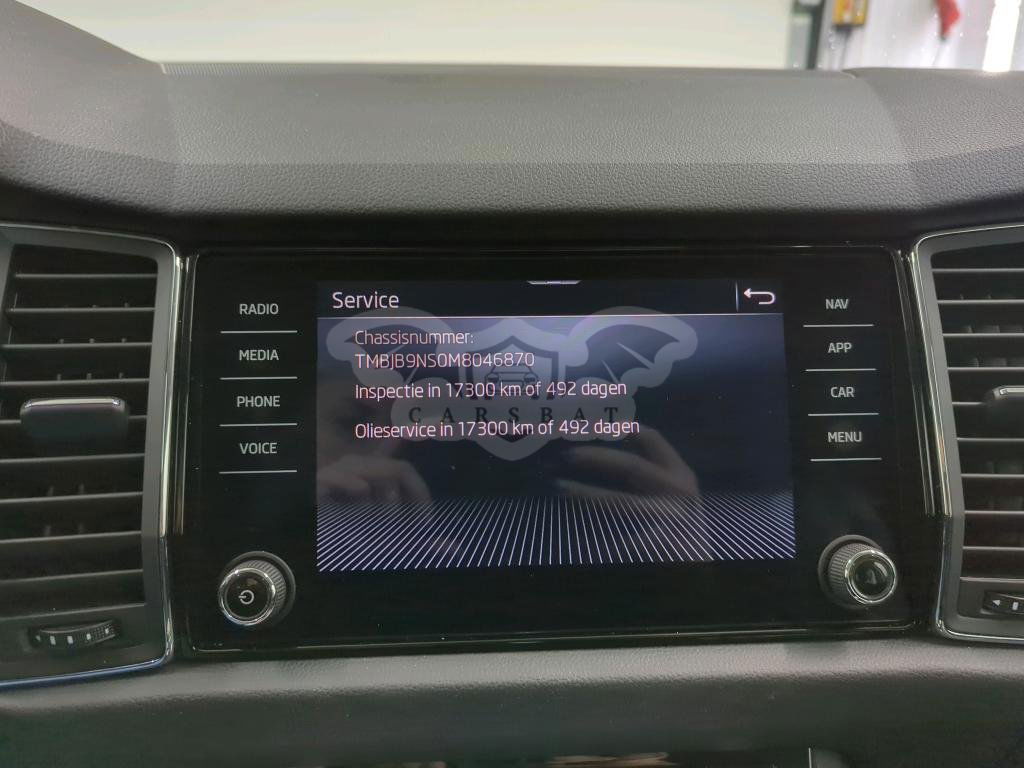 Service
Chassisnummer:
TMBJB9NS0M8046870
Inspectie in 17300 km of 492 dagen
Olieservice in 17300 km of 492 dagen
CARSBAT
RADIO
MEDIA
PHONE
VOICE
NAV
APP
CAR
MENU